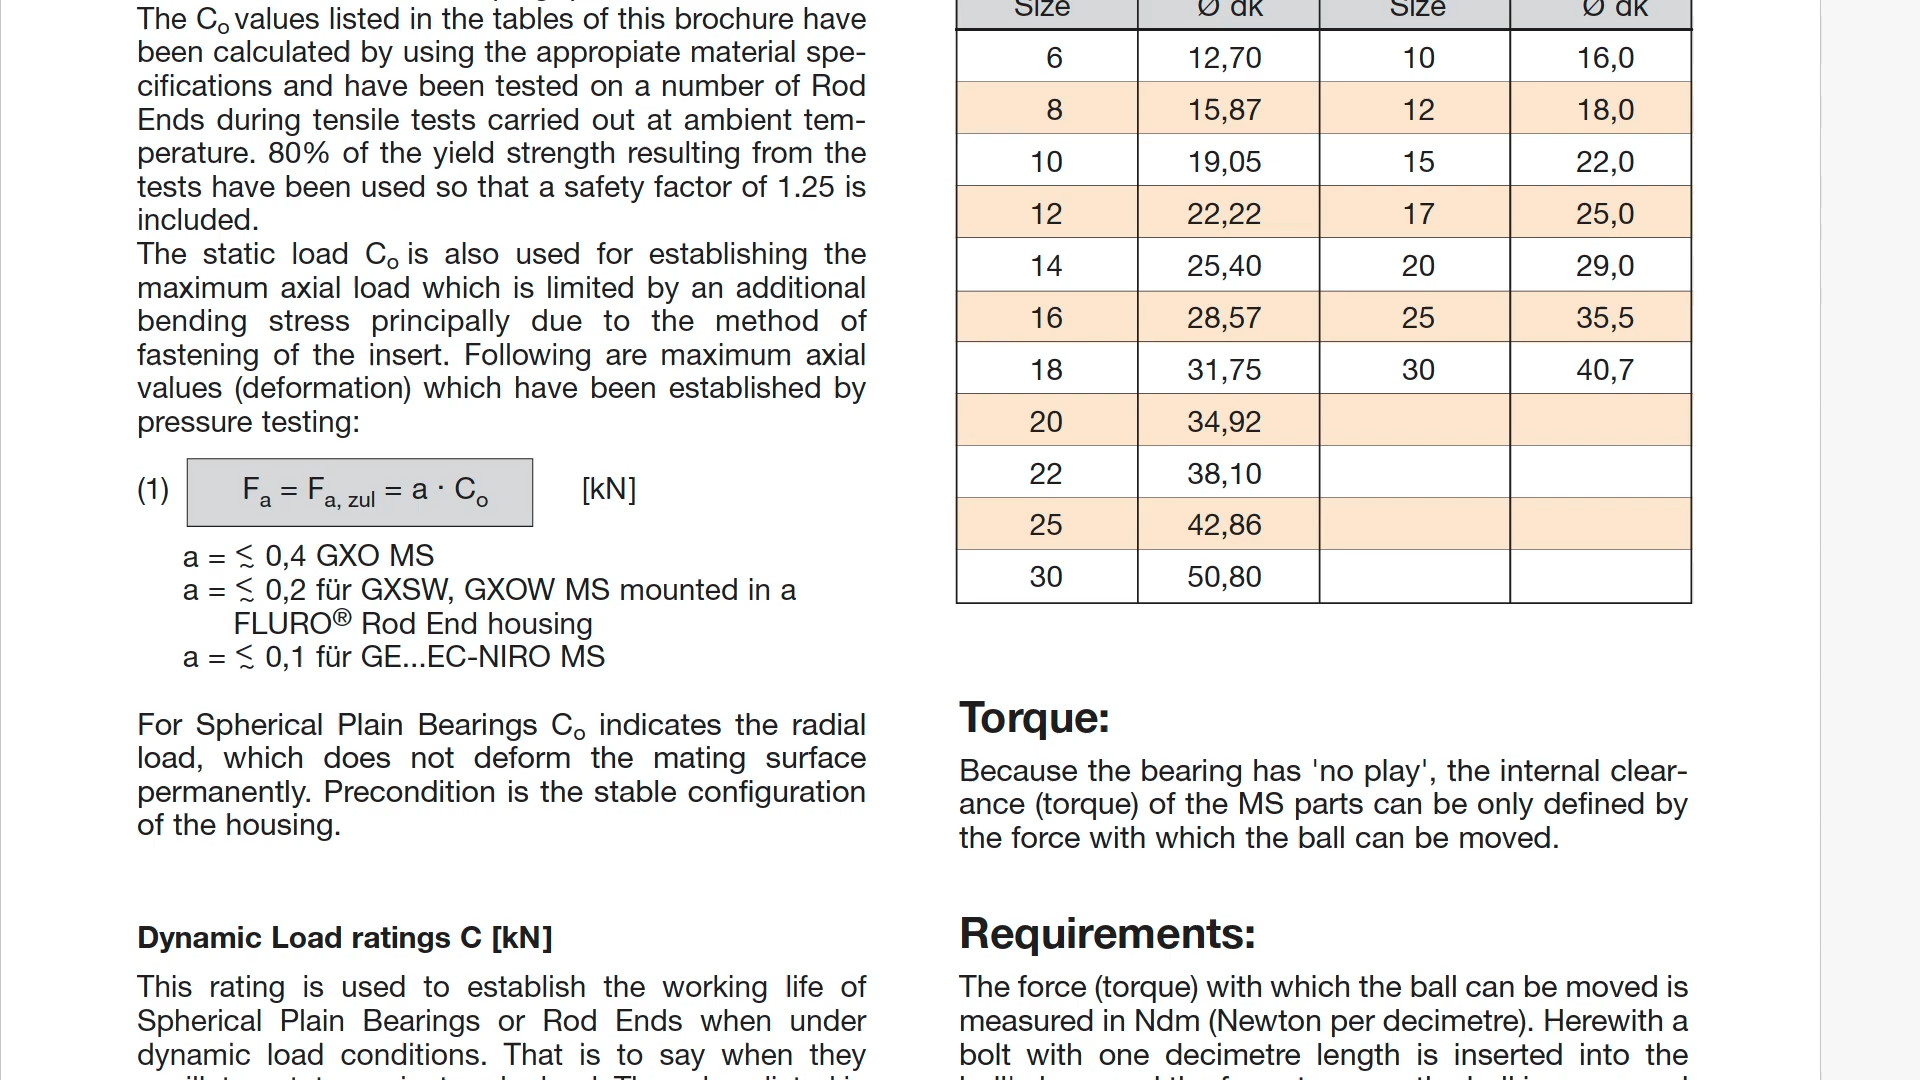 The Co values listed in the tables of this brochure have
been calculated by using the appropiate material spe-
cifications and have been tested on a number of Rod
Ends during tensile tests carried out at ambient tem-
perature. 80% of the yield strength resulting from the
tests have been used so that a safety factor of 1.25 is
included.
The static load Co is also used for establishing the
maximum axial load which is limited by an additional
bending stress principally due to the method of
fastening of the insert. Following are maximum axial
values (deformation) which have been established by
pressure testing:
(1) Fa = Fa, zul = a · Co [kN]
a = ≲ 0,4 GXO MS
a = ≲ 0,2 für GXSW, GXOW MS mounted in a
FLURO® Rod End housing
a = ≲ 0,1 für GE...EC-NIRO MS
For Spherical Plain Bearings Co indicates the radial
load, which does not deform the mating surface
permanently. Precondition is the stable configuration
of the housing.
Dynamic Load ratings C [kN]
This rating is used to establish the working life of
Spherical Plain Bearings or Rod Ends when under
dynamic load conditions. That is to say when they
Size Ø dk Size Ø dk
6 12,70 10 16,0
8 15,87 12 18,0
10 19,05 15 22,0
12 22,22 17 25,0
14 25,40 20 29,0
16 28,57 25 35,5
18 31,75 30 40,7
20 34,92
22 38,10
25 42,86
30 50,80
Torque:
Because the bearing has 'no play', the internal clear-
ance (torque) of the MS parts can be only defined by
the force with which the ball can be moved.
Requirements:
The force (torque) with which the ball can be moved is
measured in Ndm (Newton per decimetre). Herewith a
bolt with one decimetre length is inserted into the